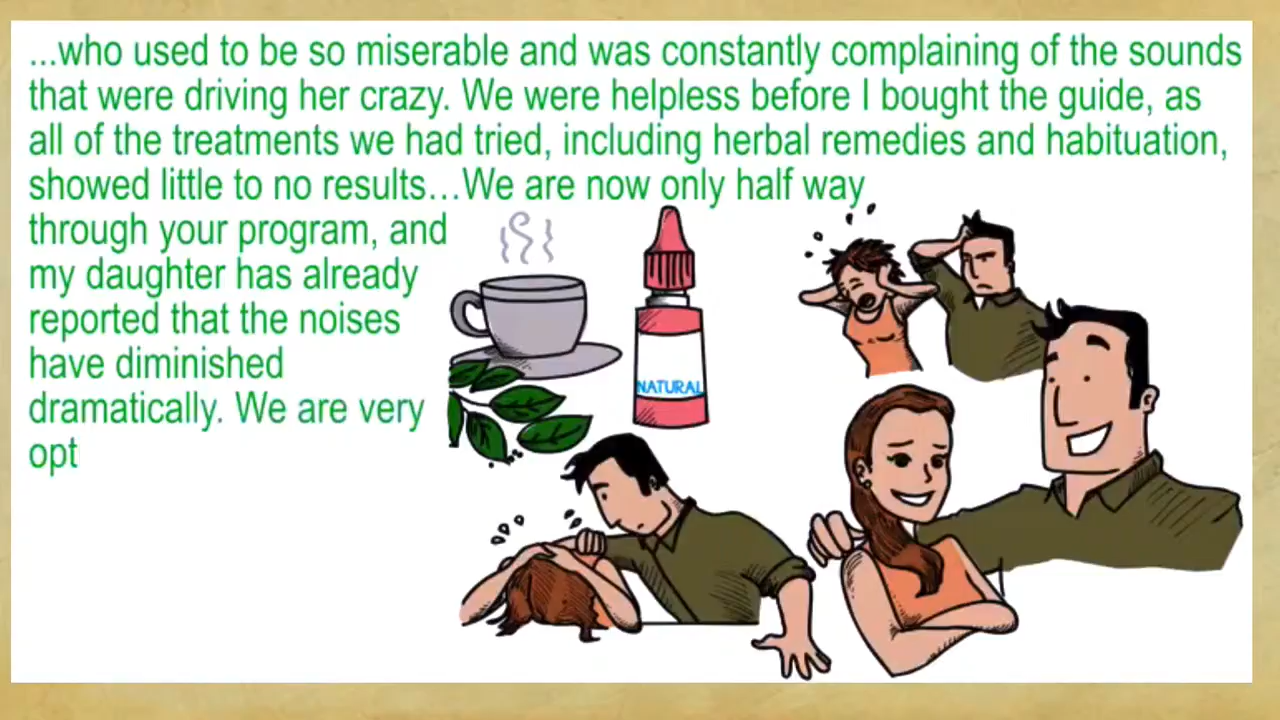 ...who used to be so miserable and was constantly complaining of the sounds
that were driving her crazy. We were helpless before I bought the guide, as
all of the treatments we had tried, including herbal remedies and habituation,
showed little to no results...We are now only half way
through your program, and
my daughter has already
reported that the noises
have diminished
dramatically. We are very
opt
NATURAL